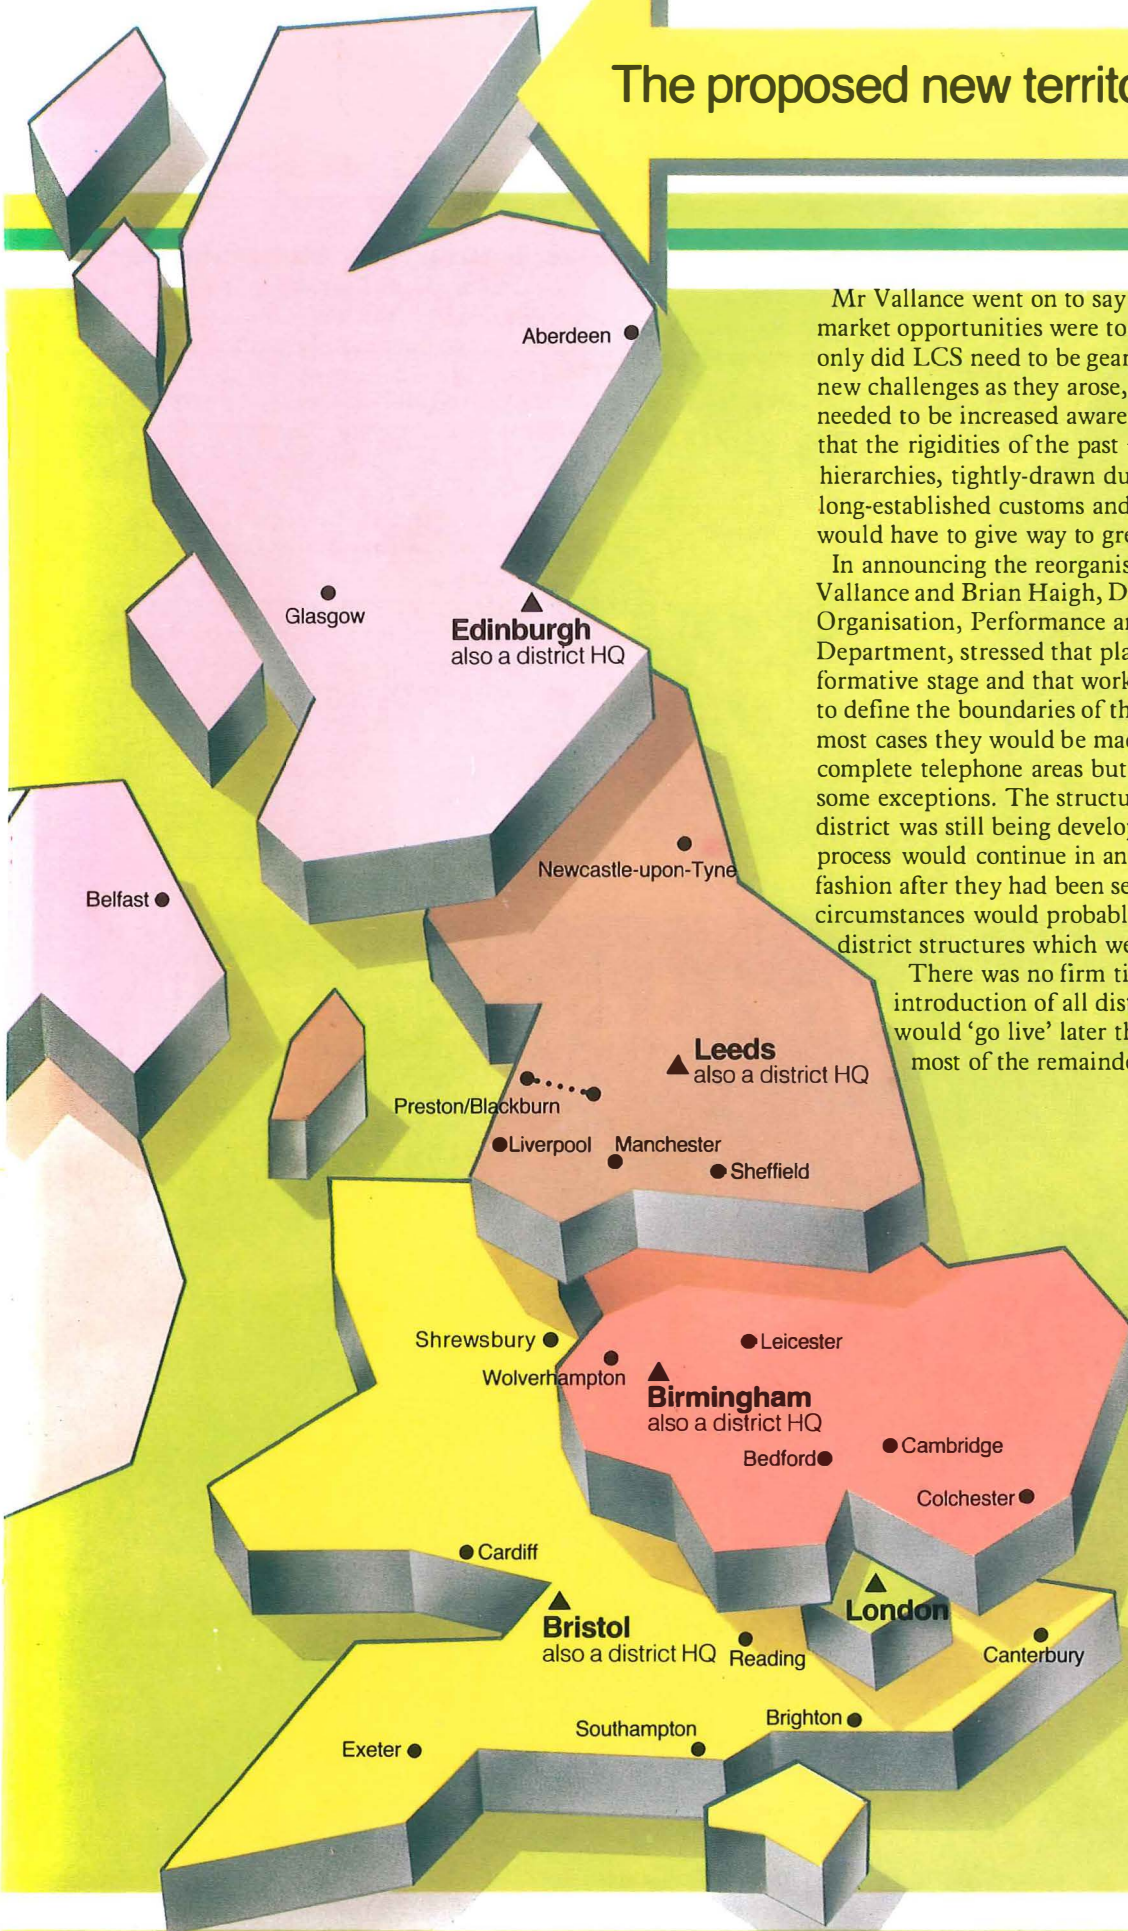 The proposed new territo
Mr Vallance went on to say
market opportunities were to
only did LCS need to be gear
new challenges as they arose,
needed to be increased aware
that the rigidities of the past
hierarchies, tightly-drawn du
long-established customs and
would have to give way to gre
In announcing the reorganis
Vallance and Brian Haigh, D
Organisation, Performance an
Department, stressed that pla
formative stage and that work
to define the boundaries of th
most cases they would be mad
complete telephone areas but
some exceptions. The structu
district was still being develop
process would continue in an
fashion after they had been se
circumstances would probabl
district structures which we
There was no firm ti
introduction of all dis
would ‘go live’ later th
most of the remainde
Aberdeen
Glasgow
Edinburgh
also a district HQ
Newcastle-upon-Tyne
Belfast
Leeds
also a district HQ
Preston/Blackburn
Liverpool
Manchester
Sheffield
Shrewsbury
Leicester
Wolverhampton
Birmingham
also a district HQ
Cambridge
Bedford
Colchester
Cardiff
London
Bristol
also a district HQ
Reading
Canterbury
Brighton
Southampton
Exeter